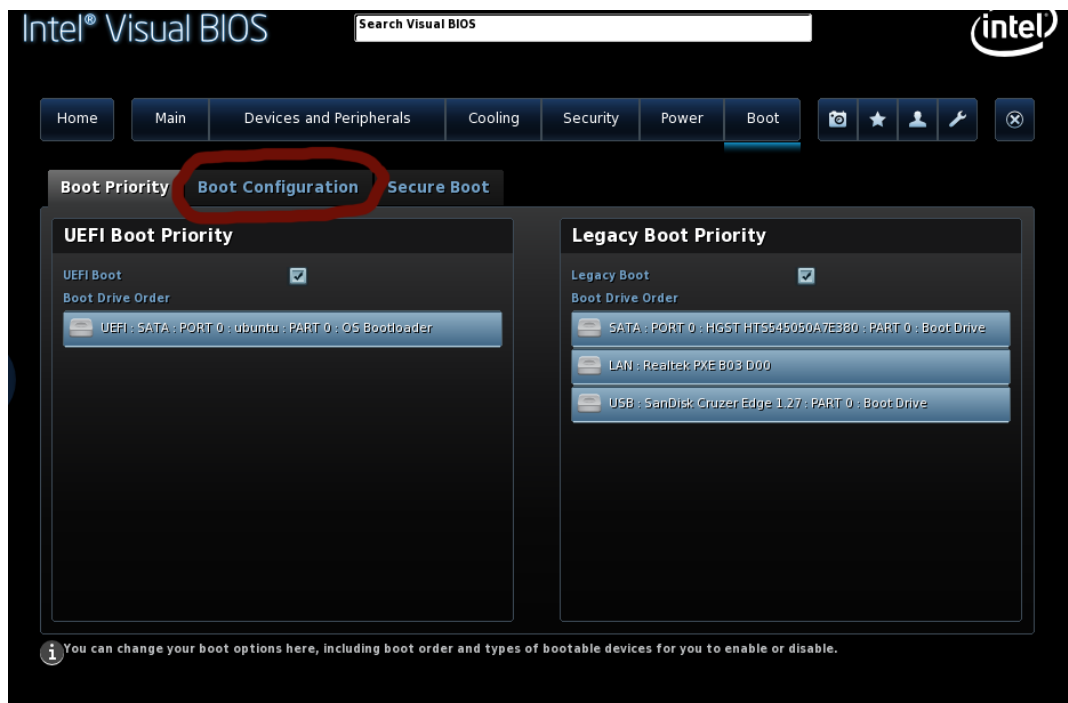 Intel® Visual BIOS
Search Visual BIOS
intel
Home Main Devices and Peripherals Cooling Security Power Boot
Boot Priority Boot Configuration Secure Boot
UEFI Boot Priority
UEFI Boot
Boot Drive Order
UEFI : SATA : PORT 0 : ubuntu : PART 0 : OS Bootloader
Legacy Boot Priority
Legacy Boot
Boot Drive Order
SATA : PORT 0 : HGST HTS545050A7E380 : PART 0 : Boot Drive
LAN : Realtek PXE B03 D00
USB : SanDisk Cruzer Edge 1.27 : PART 0 : Boot Drive
You can change your boot options here, including boot order and types of bootable devices for you to enable or disable.